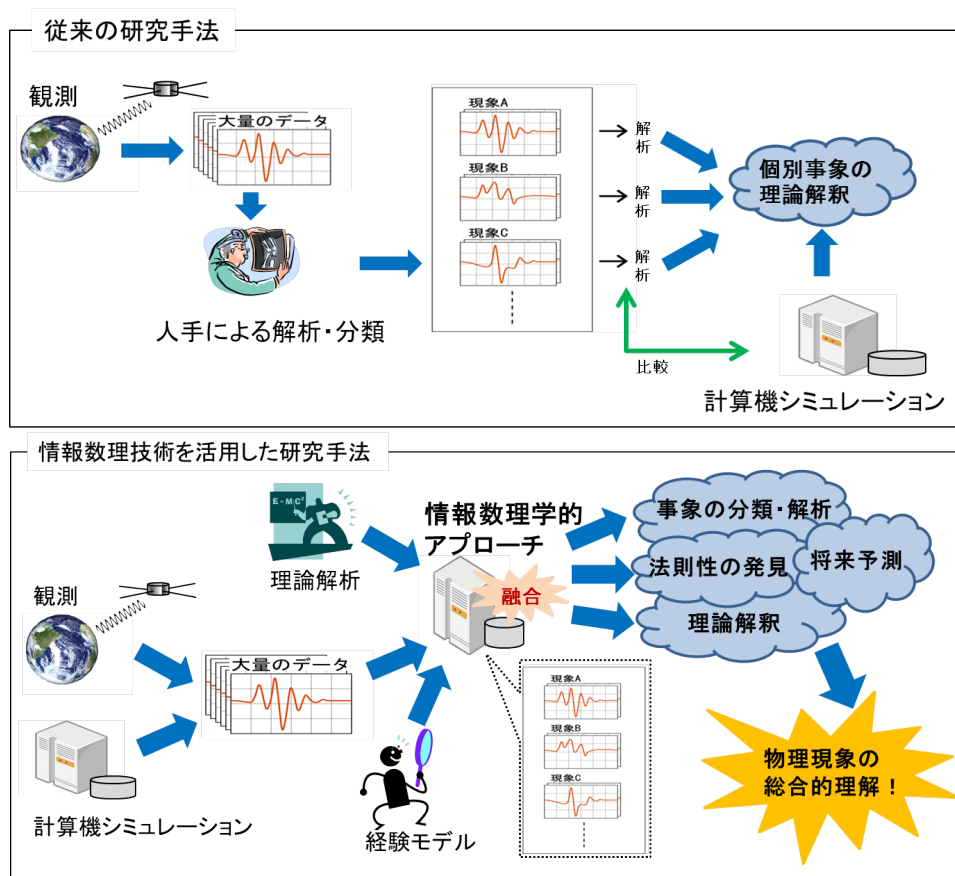 従来の研究手法
観測
大量のデータ
人手による解析・分類
現象A
現象B
現象C
解析
解析
解析
個別事象の
理論解釈
比較
計算機シミュレーション
情報数理技術を活用した研究手法
E=MC²
理論解析
情報数理学的
アプローチ
融合
観測
大量のデータ
計算機シミュレーション
経験モデル
現象A
現象B
現象C
事象の分類・解析
法則性の発見
将来予測
理論解釈
物理現象の
総合的理解!